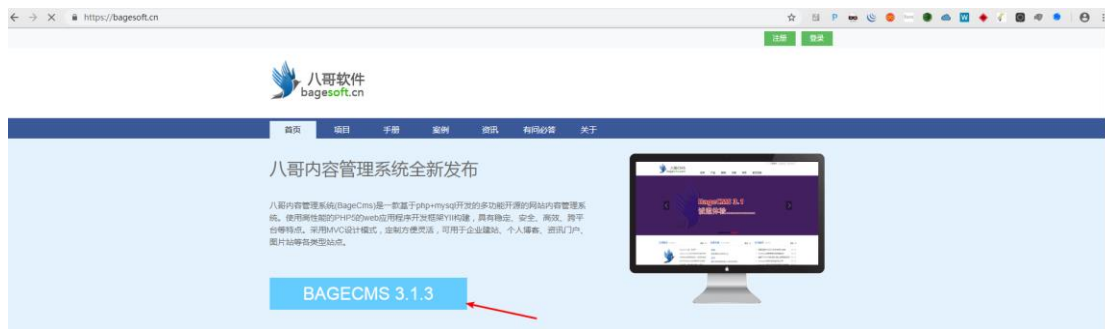 https://bagesoft.cn
注册 登录
八哥软件
bagesoft.cn
首页 项目 手册 案例 资讯 有问必答 关于
八哥内容管理系统全新发布
八哥内容管理系统(BageCms)是一款基于php+mysql开发的多功能开源的网站内容管理系
统。使用高性能的PHP5的web应用程序开发框架YII构建，具有稳定、安全、高效、跨平
台等特点。采用MVC设计模式，定制方便灵活，可用于企业建站、个人博客、资讯门户、
图片站等各类型站点。
BageCMS 3.1
BAGECMS 3.1.3